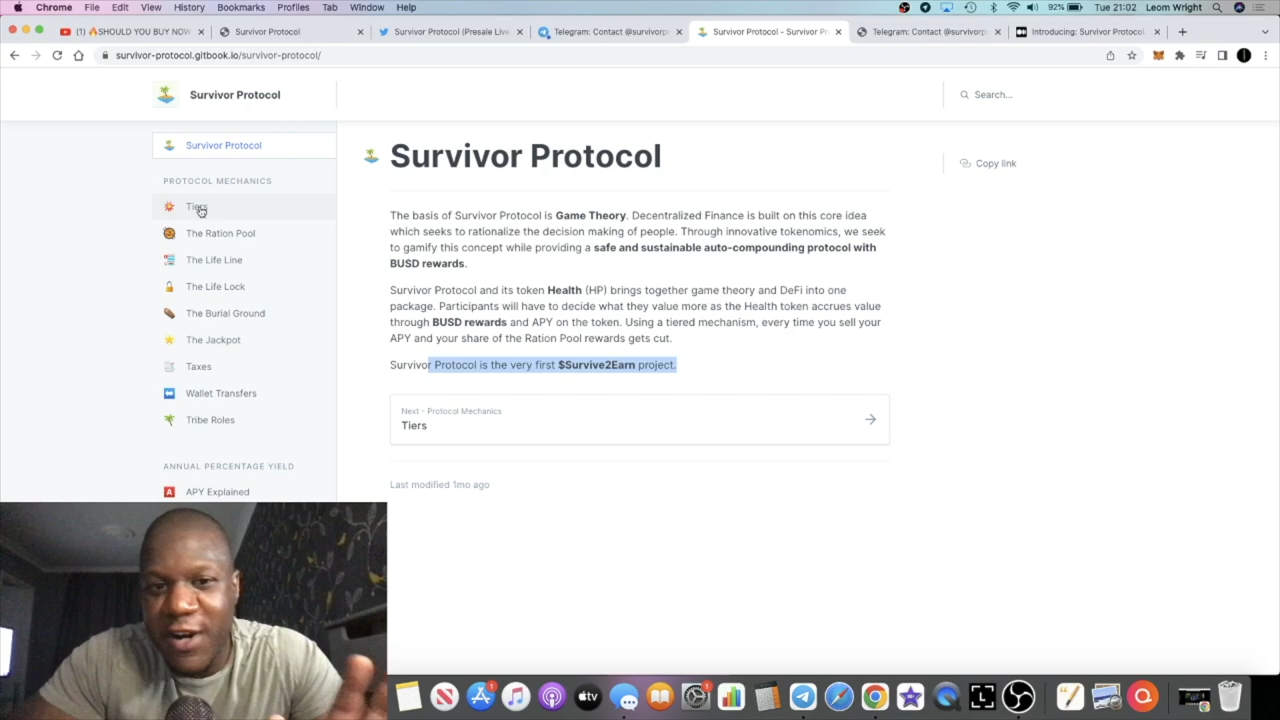 Chrome File Edit View History Bookmarks Profiles Tab Window Help 92% Tue 21:02 Leom Wright
(1) 🔥SHOULD YOU BUY NOW Survivor Protocol Survivor Protocol (Presale Live Telegram: Contact @survivorp Survivor Protocol - Survivor Pr Telegram: Contact @survivorp Introducing: Survivor Protocol.
survivor-protocol.gitbook.io/survivor-protocol/
Survivor Protocol
Search...
Survivor Protocol
PROTOCOL MECHANICS
Tiers
The Ration Pool
The Life Line
The Life Lock
The Burial Ground
The Jackpot
Taxes
Wallet Transfers
Tribe Roles
ANNUAL PERCENTAGE YIELD
APY Explained
Survivor Protocol
Copy link
The basis of Survivor Protocol is Game Theory. Decentralized Finance is built on this core idea
which seeks to rationalize the decision making of people. Through innovative tokenomics, we seek
to gamify this concept while providing a safe and sustainable auto-compounding protocol with
BUSD rewards.
Survivor Protocol and its token Health (HP) brings together game theory and DeFi into one
package. Participants will have to decide what they value more as the Health token accrues value
through BUSD rewards and APY on the token. Using a tiered mechanism, every time you sell your
APY and your share of the Ration Pool rewards gets cut.
Survivor Protocol is the very first $Survive2Earn project.
Next - Protocol Mechanics
Tiers
Last modified 1mo ago
tv